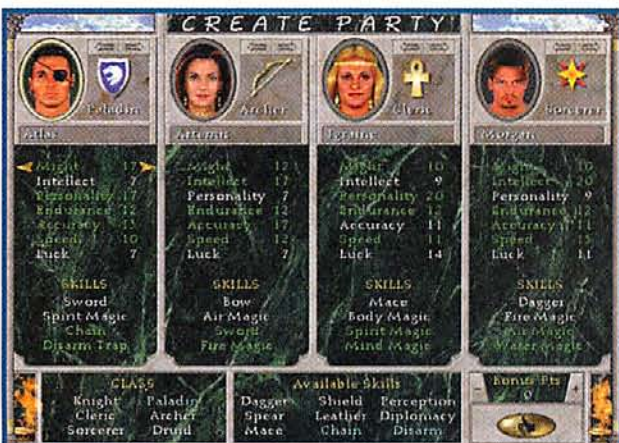 CREATE PARTY!
Paladin Archer Cleric Sorcerer
Atlas Artemis Igraine Morgan
Might 17 Might 12 Might 10 Might 10
Intellect 7 Intellect 17 Intellect 9 Intellect 20
Personality 17 Personality 7 Personality 20 Personality 9
Endurance 12 Endurance 12 Endurance 12 Endurance 12
Accuracy 13 Accuracy 17 Accuracy 11 Accuracy 11
Speed 10 Speed 12 Speed 11 Speed 15
Luck 7 Luck 7 Luck 14 Luck 11
SKILLS SKILLS SKILLS SKILLS
Sword Bow Mace Dagger
Spirit Magic Air Magic Body Magic Fire Magic
Chain Sword Spirit Magic Air Magic
Disarm Trap Fire Magic Mind Magic Water Magic
CLASS Available Skills Bonus Pts
Knight Paladin Dagger Shield Perception - 0 +
Cleric Archer Spear Leather Diplomacy
Sorcerer Druid Mace Chain Disarm